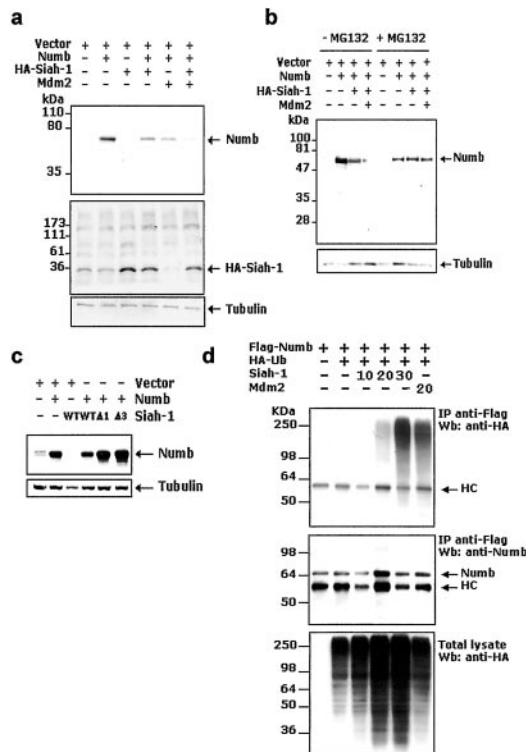 a
Vector + + + + + +
Numb - + - + + +
HA-Siah-1 - - + + - +
Mdm2 - - - - + +
kDa
110
80
35
Numb
173
111
61
36
HA-Siah-1
Tubulin
b
- MG132 + MG132
Vector + + + + + + + +
Numb - + + + - + + +
HA-Siah-1 - - + + - - + +
Mdm2 - - - + - - - +
kDa
100
81
47
35
28
Numb
Tubulin
c
+ + + + + + Vector
- + - + + + Numb
- - WT WT Δ1 Δ3 Siah-1
Numb
Tubulin
d
Flag-Numb + + + + + +
HA-Ub - + + + + +
Siah-1 - - 10 20 30 -
Mdm2 - - - - - 20
KDa
250
98
64
50
IP anti-Flag
Wb: anti-HA
HC
98
64
50
IP anti-Flag
Wb: anti-Numb
Numb
HC
250
98
64
50
36
Total lysate
Wb: anti-HA